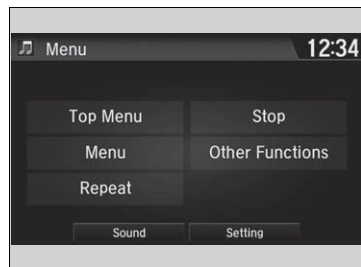 Menu 12:34
Top Menu Stop
Menu Other Functions
Repeat
Sound Setting